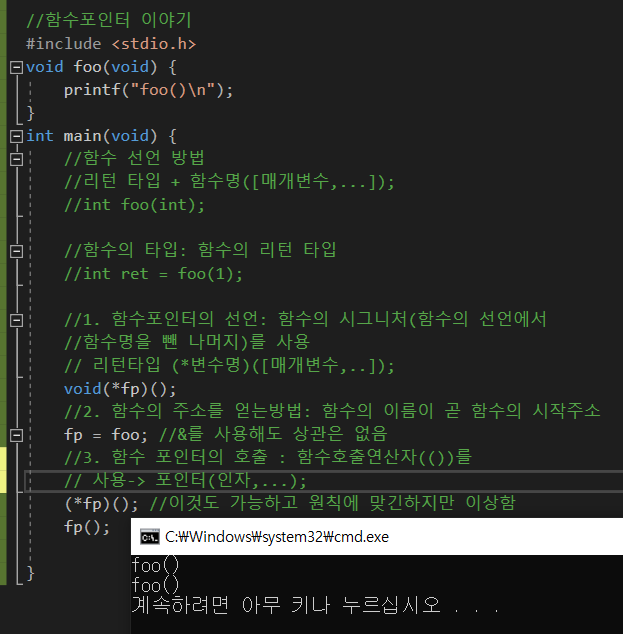 //함수포인터 이야기
#include <stdio.h>
void foo(void) {
printf("foo()\n");
}
int main(void) {
//함수 선언 방법
//리턴 타입 + 함수명([매개변수,...]);
//int foo(int);
//함수의 타입: 함수의 리턴 타입
//int ret = foo(1);
//1. 함수포인터의 선언: 함수의 시그니처(함수의 선언에서
//함수명을 뺀 나머지)를 사용
// 리턴타입 (*변수명)([매개변수,..]);
void(*fp)();
//2. 함수의 주소를 얻는방법: 함수의 이름이 곧 함수의 시작주소
fp = foo; //&를 사용해도 상관은 없음
//3. 함수 포인터의 호출 : 함수호출연산자(())를
// 사용-> 포인터(인자,...);
(*fp)(); //이것도 가능하고 원칙에 맞긴하지만 이상함
fp();
}
C:₩Windows₩system32₩cmd.exe
foo()
foo()
계속하려면 아무 키나 누르십시오 . . .